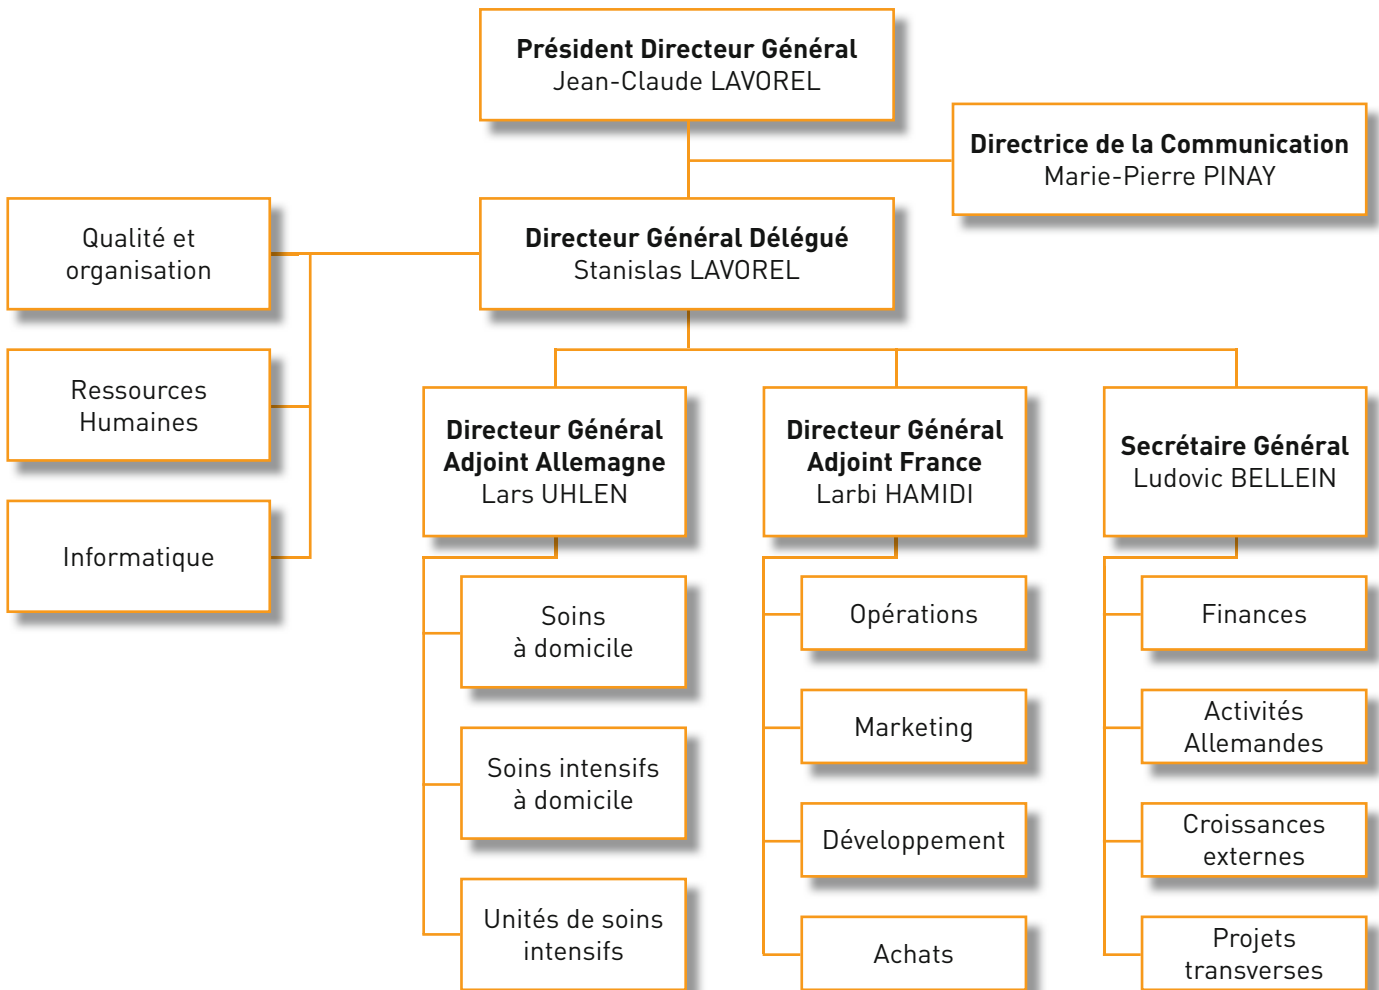 Président Directeur Général
Jean-Claude LAVOREL
Directrice de la Communication
Marie-Pierre PINAY
Directeur Général Délégué
Stanislas LAVOREL
Qualité et
organisation
Ressources
Humaines
Informatique
Directeur Général
Adjoint Allemagne
Lars UHLEN
Soins
à domicile
Soins intensifs
à domicile
Unités de soins
intensifs
Directeur Général
Adjoint France
Larbi HAMIDI
Opérations
Marketing
Développement
Achats
Secrétaire Général
Ludovic BELLEIN
Finances
Activités
Allemandes
Croissances
externes
Projets
transverses